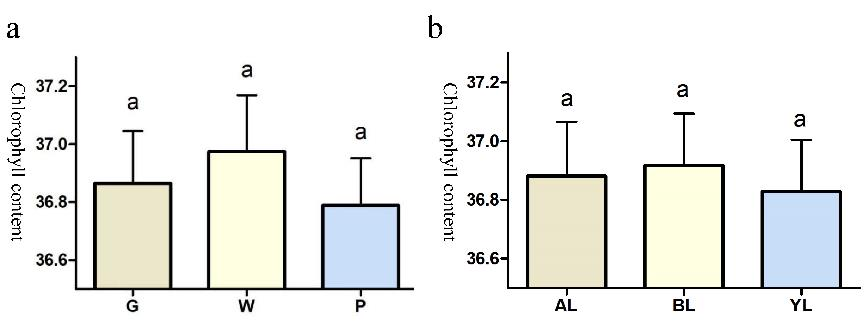 a
b
Chlorophyll content
37.2
37.0
36.8
36.6
a
a
a
G
W
P
Chlorophyll content
37.2
37.0
36.8
36.6
a
a
a
AL
BL
YL